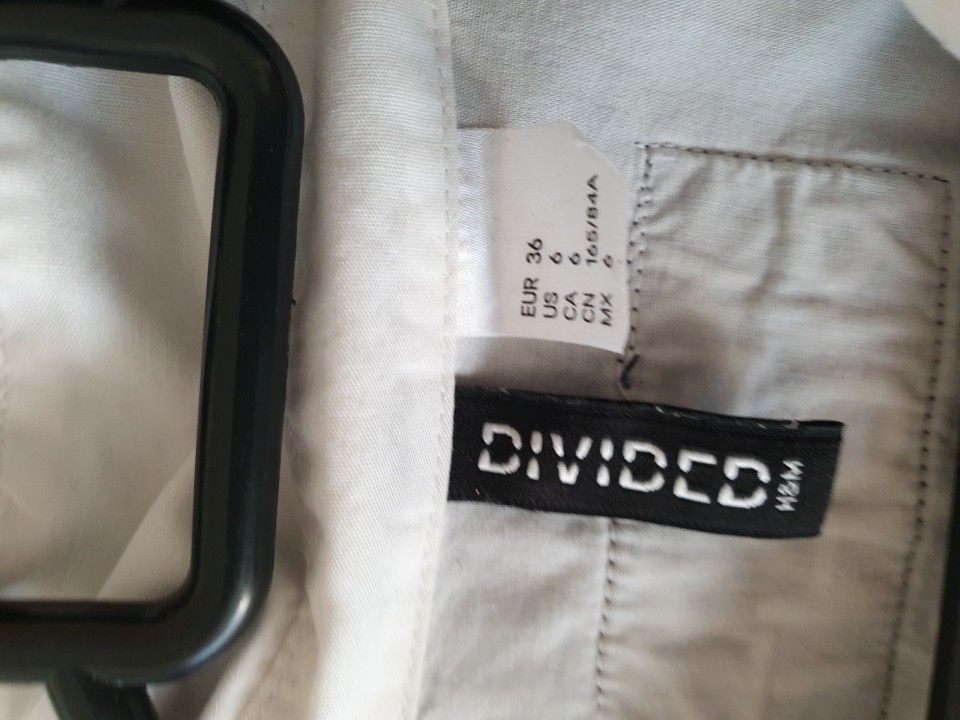 EUR 36
US 6
CA 6
CN 165/84A
MX 6
DIVIDED
H&M